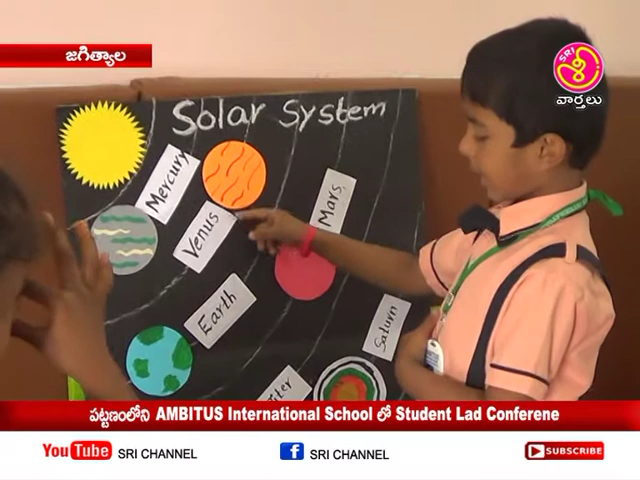 జగిత్యాల
SRI
శ్రీ
వార్తలు
Solar System
Mercury
Venus
Mars
Earth
Saturn
పట్టణంలోని AMBITUS International School లో Student Lad Conferene
YouTube SRI CHANNEL
f SRI CHANNEL
SUBSCRIBE